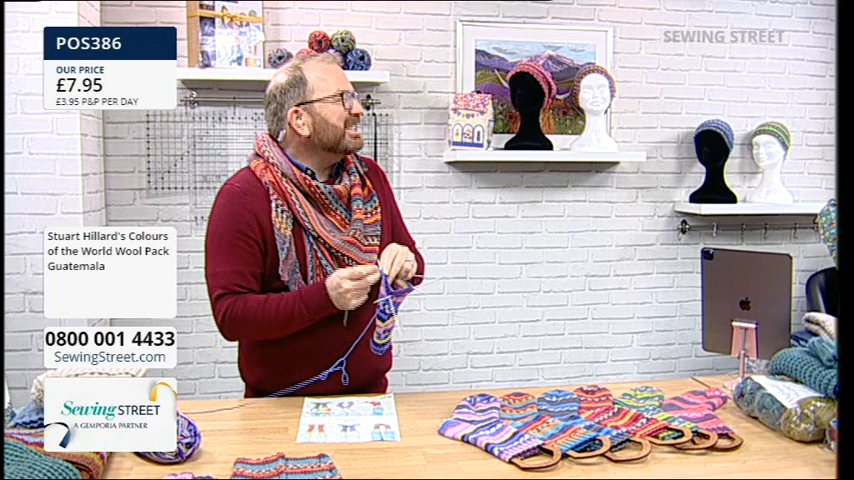 POS386
OUR PRICE
£7.95
£3.95 P&P PER DAY
SEWING STREET
Stuart Hillard's Colours
of the World Wool Pack
Guatemala
0800 001 4433
SewingStreet.com
Sewing STREET
A GEMPORIA PARTNER